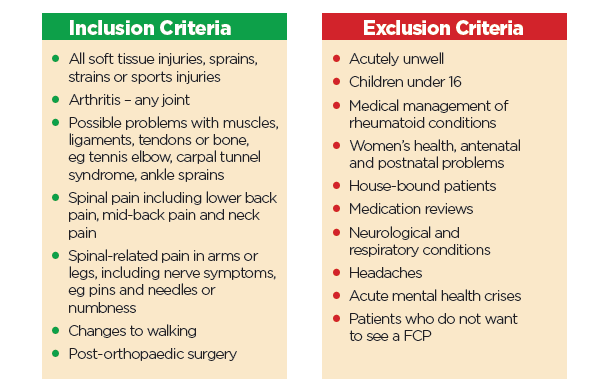 Inclusion Criteria
All soft tissue injuries, sprains,
strains or sports injuries
Arthritis – any joint
Possible problems with muscles,
ligaments, tendons or bone,
eg tennis elbow, carpal tunnel
syndrome, ankle sprains
Spinal pain including lower back
pain, mid-back pain and neck
pain
Spinal-related pain in arms or
legs, including nerve symptoms,
eg pins and needles or
numbness
Changes to walking
Post-orthopaedic surgery
Exclusion Criteria
Acutely unwell
Children under 16
Medical management of
rheumatoid conditions
Women's health, antenatal
and postnatal problems
House-bound patients
Medication reviews
Neurological and
respiratory conditions
Headaches
Acute mental health crises
Patients who do not want
to see a FCP